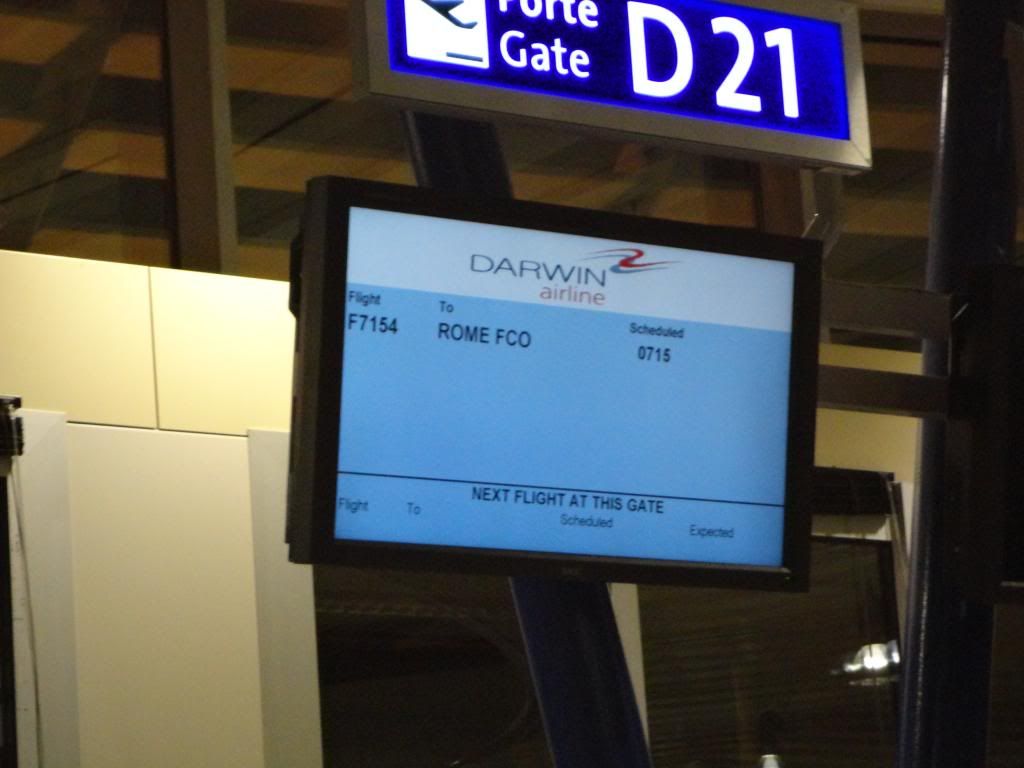 Porte
Gate
D 21
DARWIN
airline
Flight To Scheduled
F7154 ROME FCO 0715
NEXT FLIGHT AT THIS GATE
Flight To Scheduled Expected